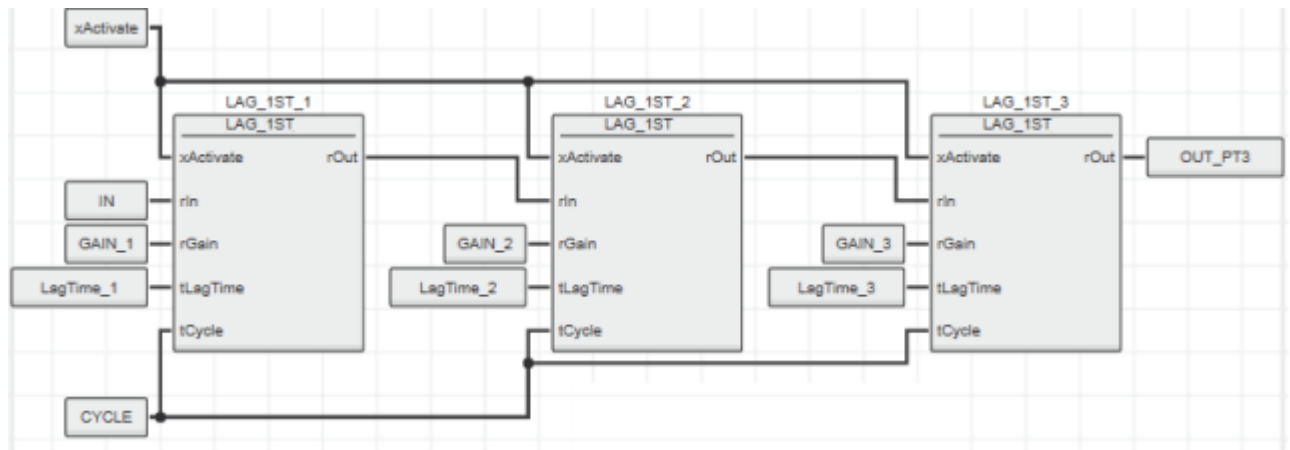 xActivate
LAG_1ST_1 LAG_1ST_2 LAG_1ST_3
LAG_1ST LAG_1ST LAG_1ST
xActivate rOut xActivate rOut xActivate rOut OUT_PT3
IN rIn rIn rIn
GAIN_1 rGain GAIN_2 rGain GAIN_3 rGain
LagTime_1 tLagTime LagTime_2 tLagTime LagTime_3 tLagTime
tCycle tCycle tCycle
CYCLE